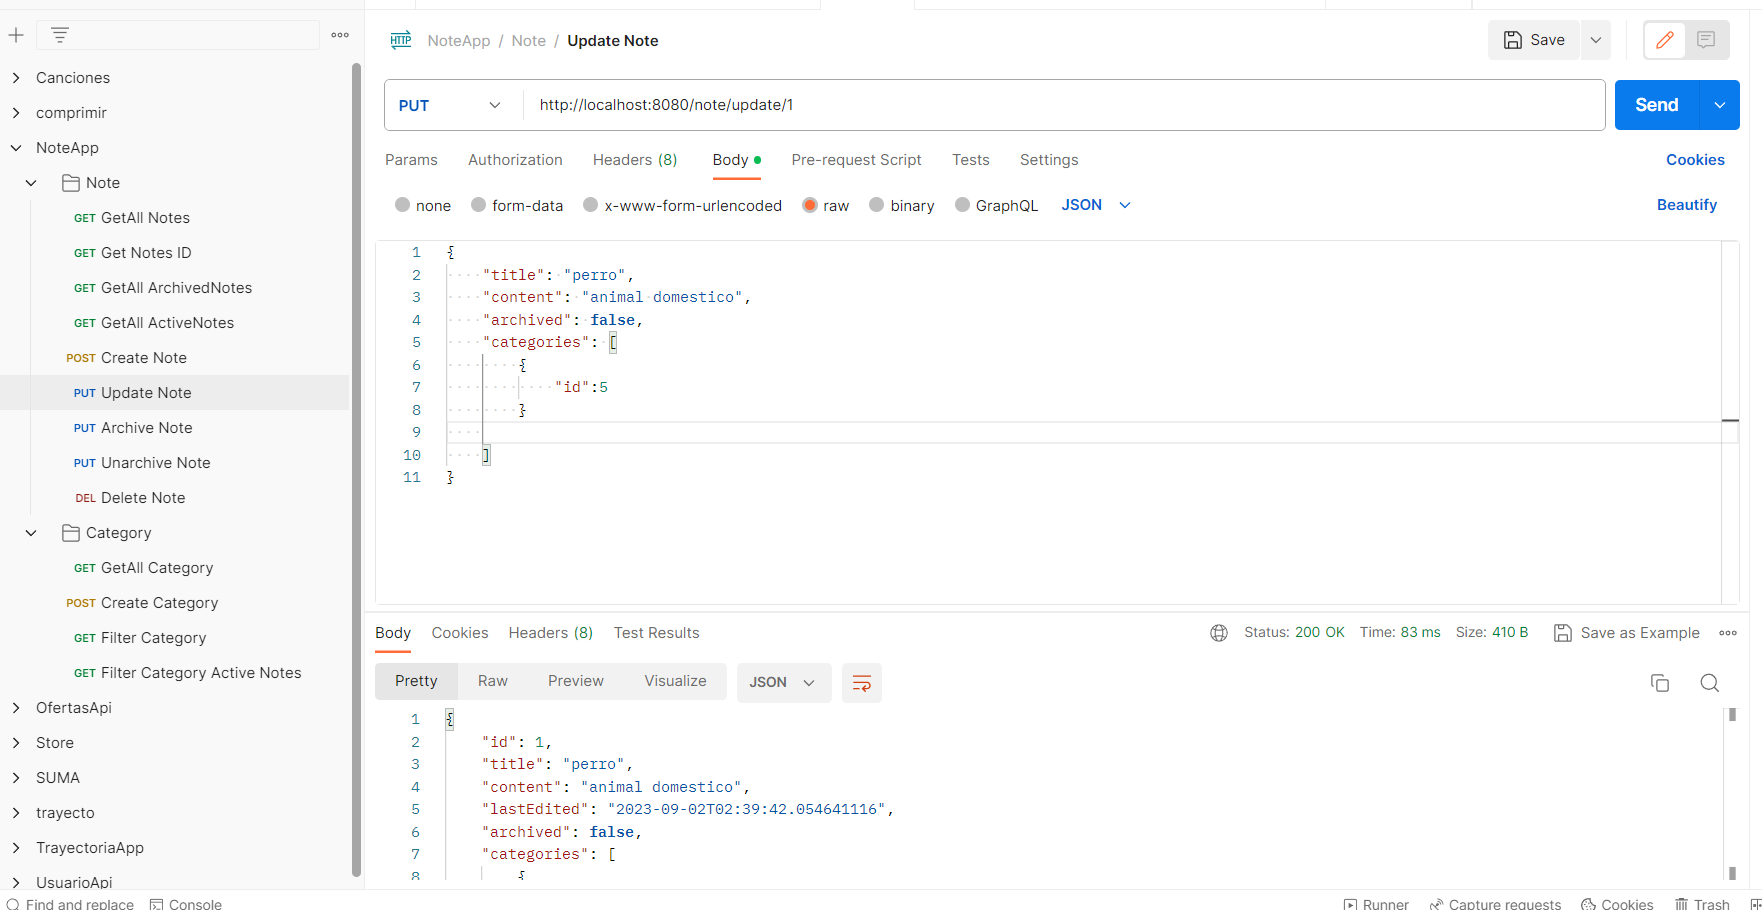 HTTP NoteApp / Note / Update Note
Save
PUT
http://localhost:8080/note/update/1
Send
Params Authorization Headers (8) Body Pre-request Script Tests Settings
Cookies
none form-data x-www-form-urlencoded raw binary GraphQL JSON
Beautify
1 {
2 "title": "perro",
3 "content": "animal domestico",
4 "archived": false,
5 "categories": [
6 {
7 "id":5
8 }
9
10 ]
11 }
Body Cookies Headers (8) Test Results
Status: 200 OK Time: 83 ms Size: 410 B Save as Example
Pretty Raw Preview Visualize JSON
1 {
2 "id": 1,
3 "title": "perro",
4 "content": "animal domestico",
5 "lastEdited": "2023-09-02T02:39:42.054641116",
6 "archived": false,
7 "categories": [
8 {
Canciones
comprimir
NoteApp
Note
GET GetAll Notes
GET Get Notes ID
GET GetAll ArchivedNotes
GET GetAll ActiveNotes
POST Create Note
PUT Update Note
PUT Archive Note
PUT Unarchive Note
DEL Delete Note
Category
GET GetAll Category
POST Create Category
GET Filter Category
GET Filter Category Active Notes
OfertasApi
Store
SUMA
trayecto
TrayectoriaApp
UsuarioApi
Find and replace Console
Runner Capture requests Cookies Trash